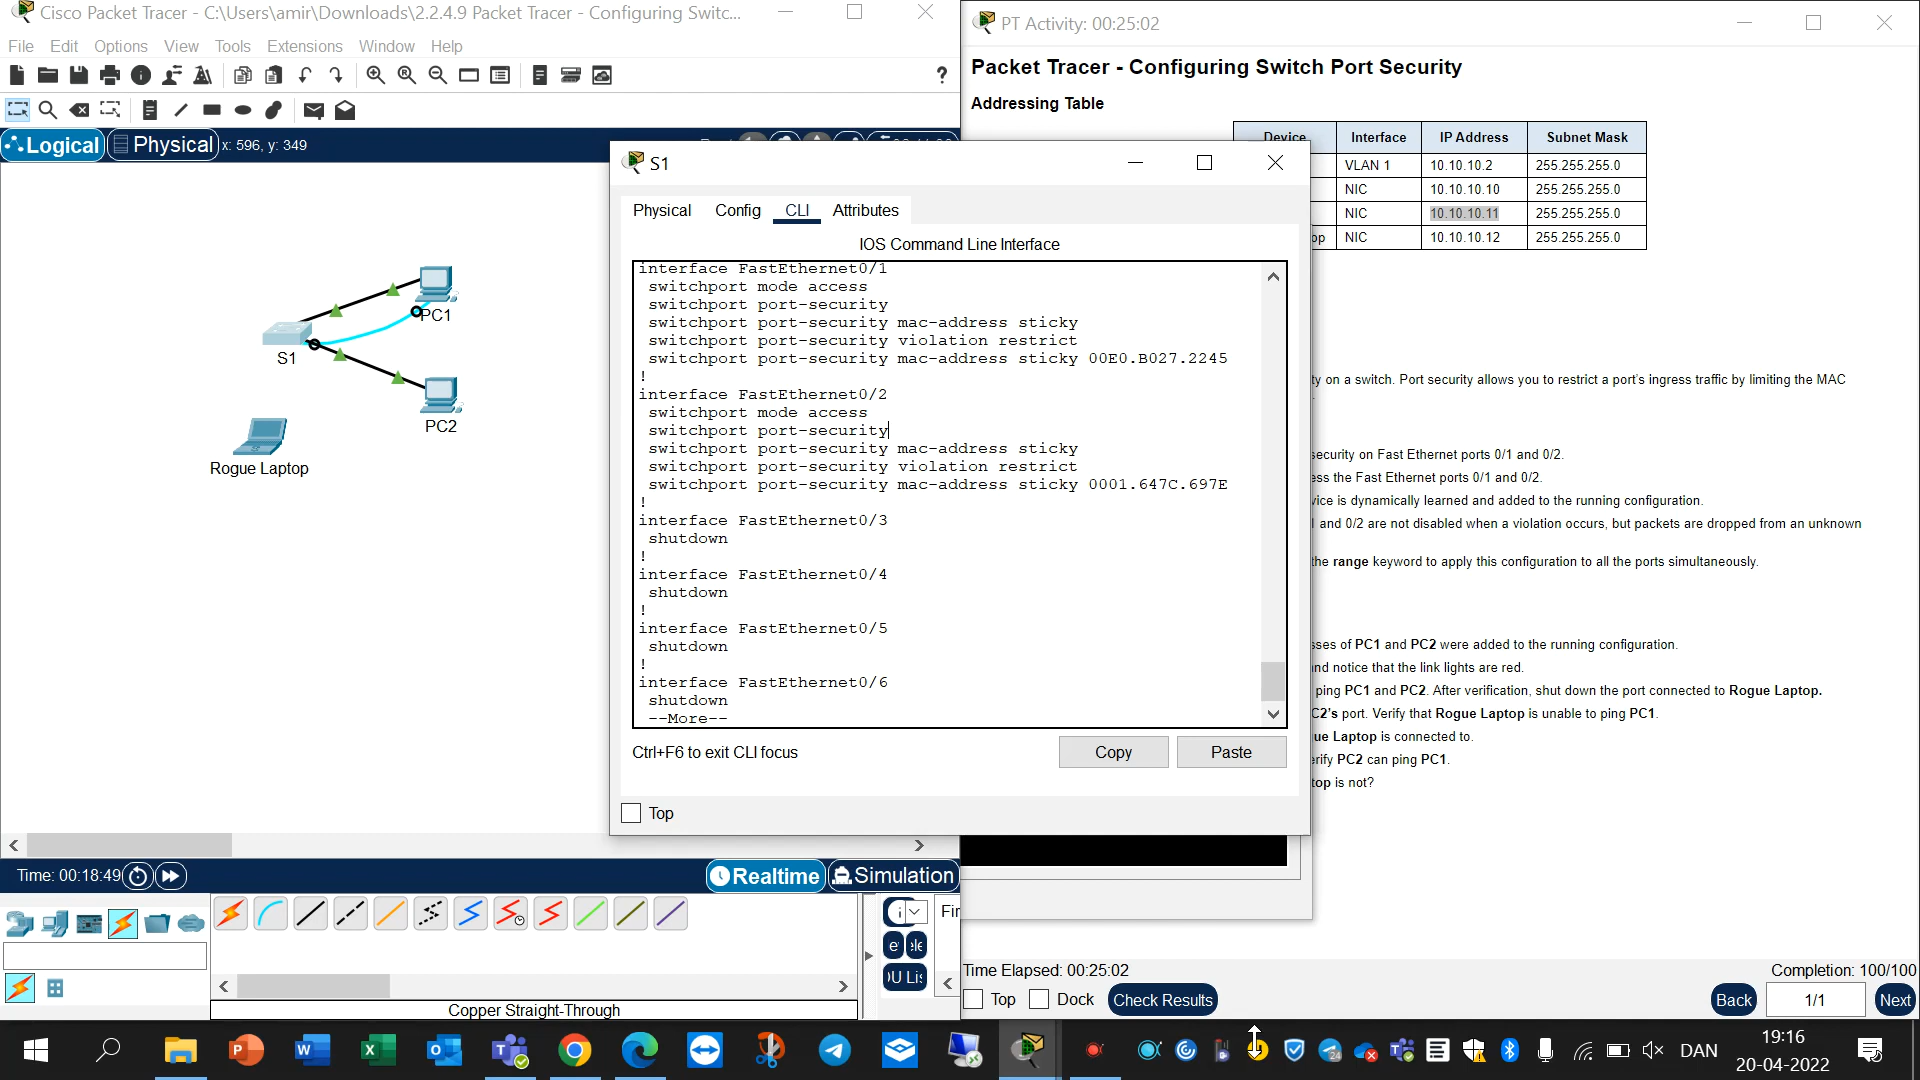 Cisco Packet Tracer - C:\Users\amir\Downloads\2.2.4.9 Packet Tracer - Configuring Switc...
File Edit Options View Tools Extensions Window Help
?
Logical Physical x: 596, y: 349
PC1
S1
PC2
Rogue Laptop
S1
Physical Config CLI Attributes
IOS Command Line Interface
interface FastEthernet0/1
switchport mode access
switchport port-security
switchport port-security mac-address sticky
switchport port-security violation restrict
switchport port-security mac-address sticky 00E0.B027.2245
!
interface FastEthernet0/2
switchport mode access
switchport port-security
switchport port-security mac-address sticky
switchport port-security violation restrict
switchport port-security mac-address sticky 0001.647C.697E
!
interface FastEthernet0/3
shutdown
!
interface FastEthernet0/4
shutdown
!
interface FastEthernet0/5
shutdown
!
interface FastEthernet0/6
shutdown
--More--
Ctrl+F6 to exit CLI focus
Copy Paste
Top
Time: 00:18:49
Realtime Simulation
Fir
Copper Straight-Through
PT Activity: 00:25:02
Packet Tracer - Configuring Switch Port Security
Addressing Table
Device Interface IP Address Subnet Mask
VLAN 1 10.10.10.2 255.255.255.0
NIC 10.10.10.10 255.255.255.0
NIC 10.10.10.11 255.255.255.0
op NIC 10.10.10.12 255.255.255.0
ty on a switch. Port security allows you to restrict a port's ingress traffic by limiting the MAC
security on Fast Ethernet ports 0/1 and 0/2.
ess the Fast Ethernet ports 0/1 and 0/2.
vice is dynamically learned and added to the running configuration.
1 and 0/2 are not disabled when a violation occurs, but packets are dropped from an unknown
the range keyword to apply this configuration to all the ports simultaneously.
sses of PC1 and PC2 were added to the running configuration.
and notice that the link lights are red.
ping PC1 and PC2. After verification, shut down the port connected to Rogue Laptop.
C2's port. Verify that Rogue Laptop is unable to ping PC1.
ue Laptop is connected to.
erify PC2 can ping PC1.
top is not?
Time Elapsed: 00:25:02
Completion: 100/100
Top Dock Check Results
Back 1/1 Next
DAN
19:16
20-04-2022